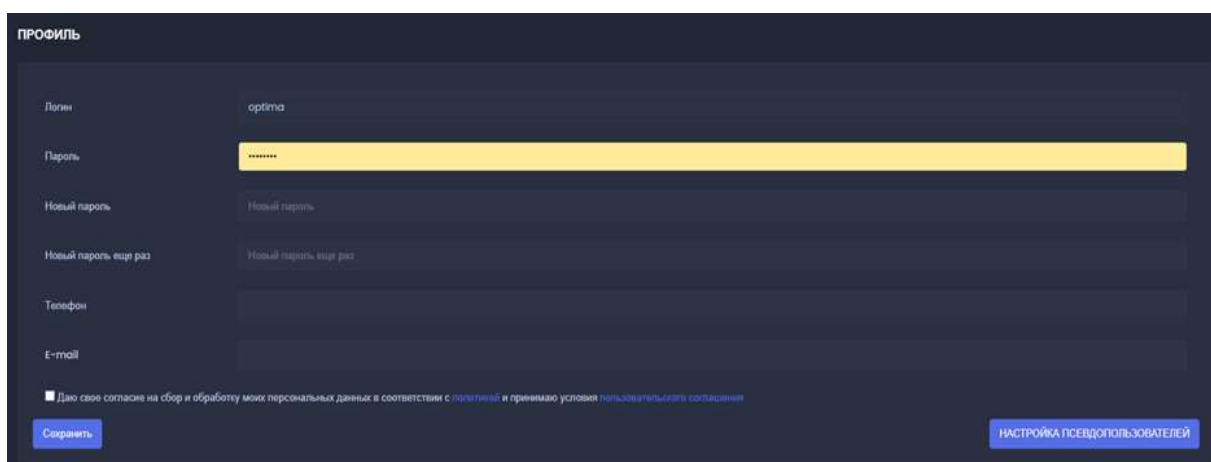 ПРОФИЛЬ
Логин optima
Пароль ••••••••
Новый пароль Новый пароль
Новый пароль еще раз Новый пароль еще раз
Телефон
E-mail
Даю свое согласие на сбор и обработку моих персональных данных в соответствии с политикой и принимаю условия пользовательского соглашения
Сохранить НАСТРОЙКА ПСЕВДОПОЛЬЗОВАТЕЛЕЙ